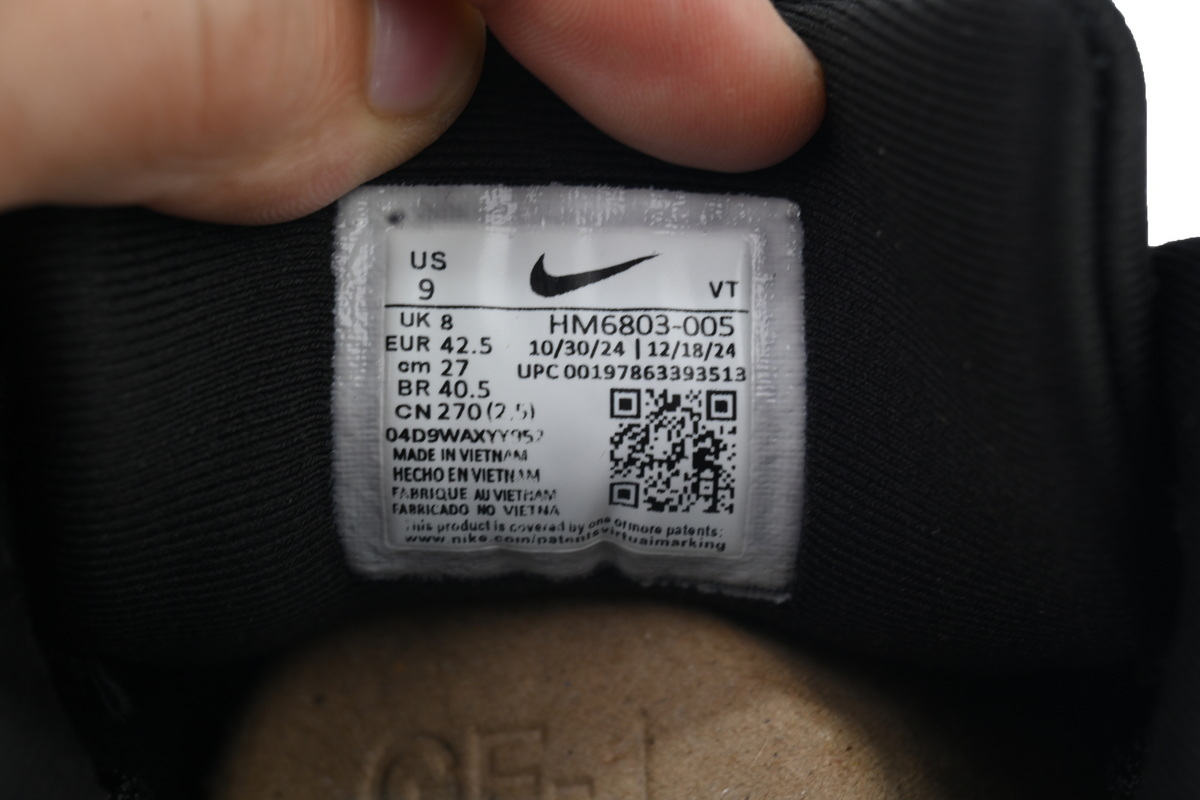 US
9
VT
UK 8
HM6803-005
EUR 42.5
10/30/24 | 12/18/24
cm 27
UPC 00197863393513
BR 40.5
CN 270 (2.5)
04D9WAXYY952
MADE IN VIETNAM
HECHO EN VIETNAM
FABRIQUE AU VIETNAM
FABRICADO NO VIETNA
This product is covered by one or more patents:
www.nike.com/patentsvirtualmarking